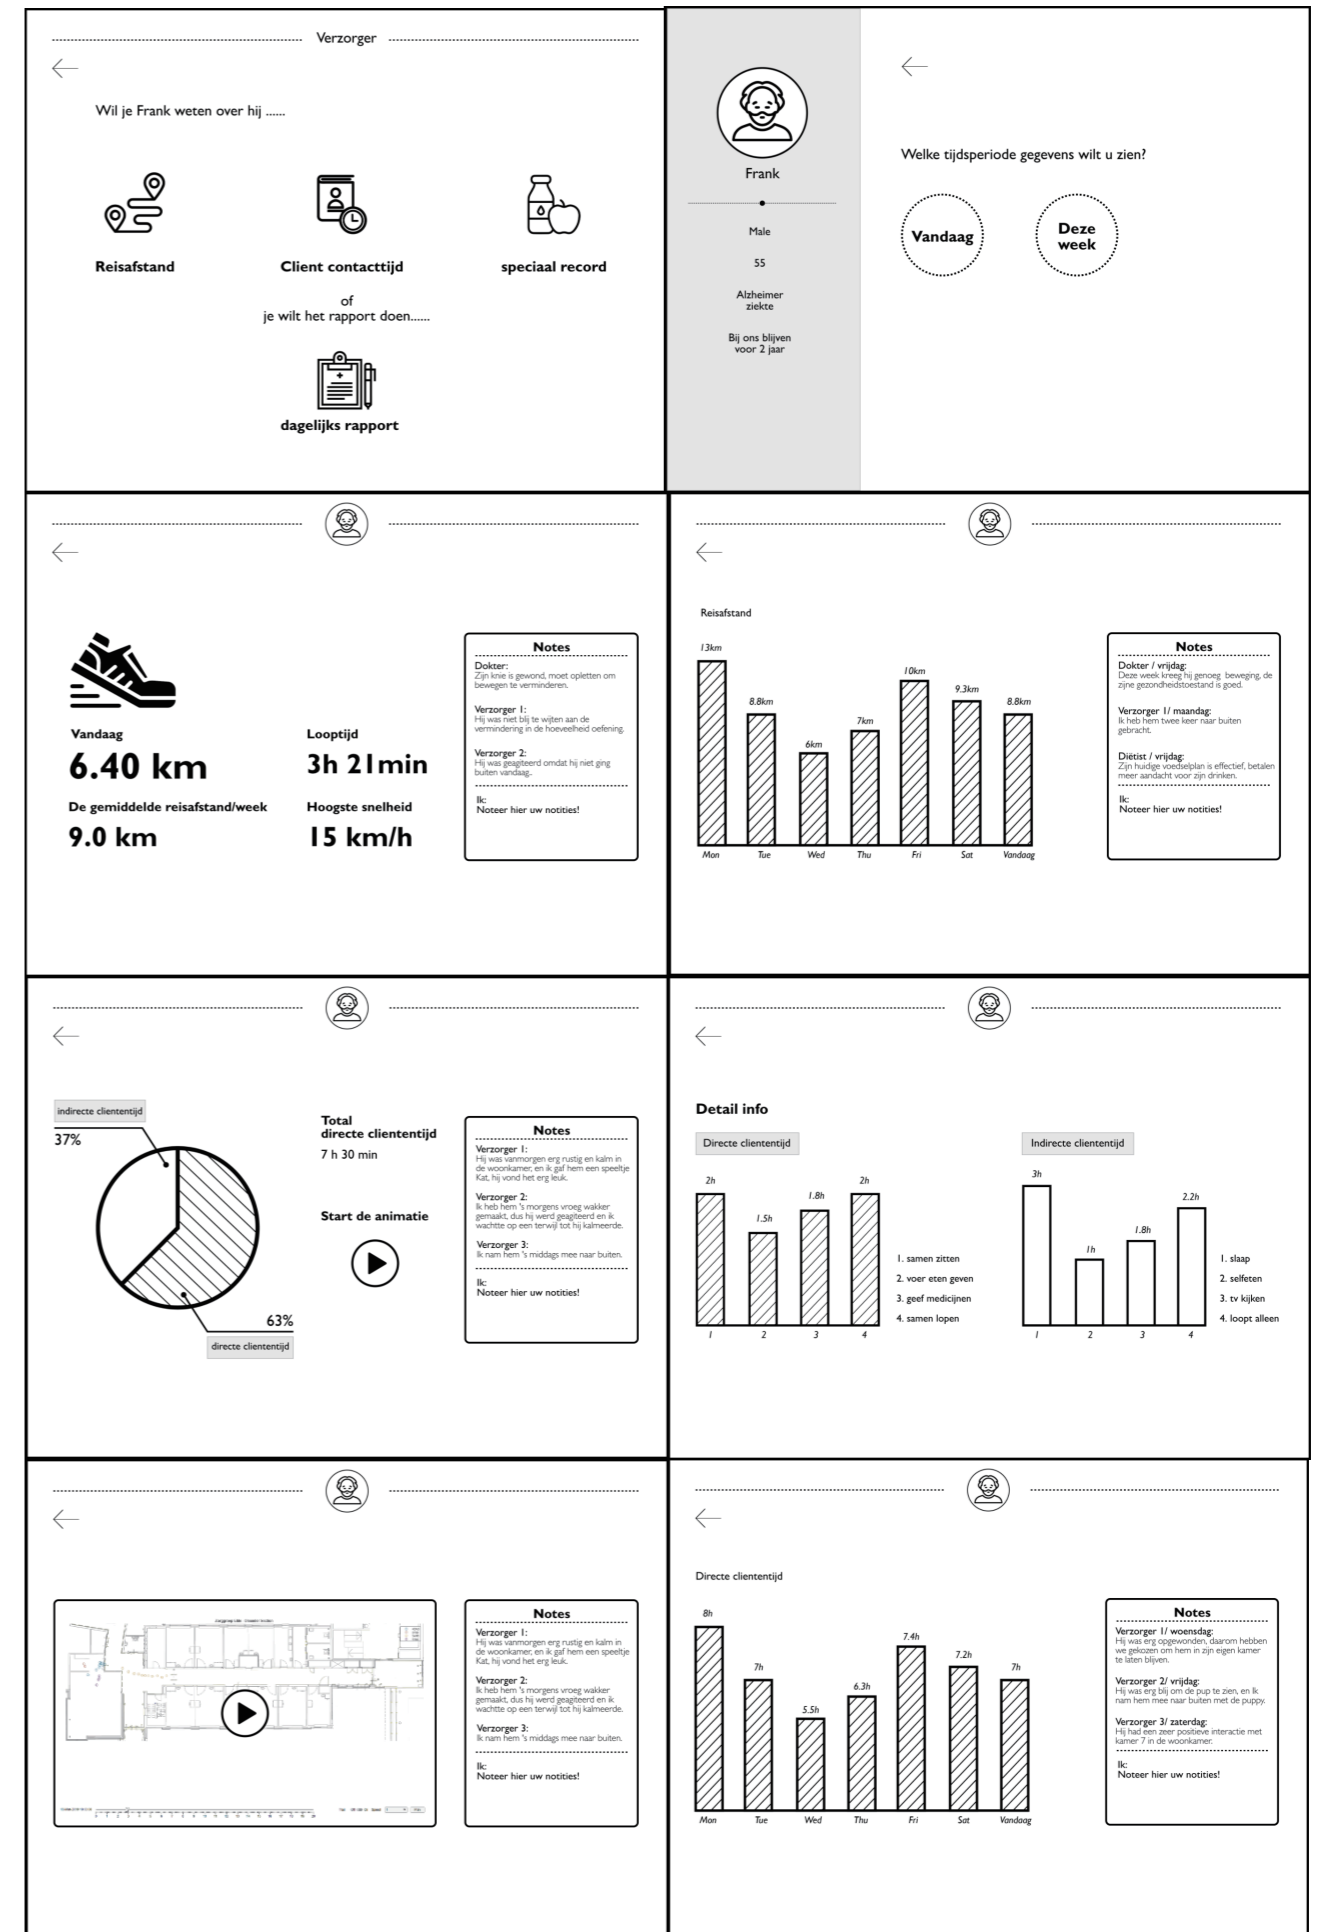 Verzorger
Wil je Frank weten over hij ......
Reisafstand
Client contacttijd
speciaal record
of
je wilt het rapport doen......
dagelijks rapport
Frank
Male
55
Alzheimer
ziekte
Bij ons blijven
voor 2 jaar
Welke tijdsperiode gegevens wilt u zien?
Vandaag
Deze
week
Vandaag
6.40 km
Looptijd
3h 21min
De gemiddelde reisafstand/week
9.0 km
Hoogste snelheid
15 km/h
Notes
Dokter:
Zijn knie is gewond, moet opletten om
bewegen te verminderen.
Verzorger 1:
Hij was niet blij te wijten aan de
vermindering in de hoeveelheid oefening.
Verzorger 2:
Hij was geagiteerd omdat hij niet ging
buiten vandaag..
Ik:
Noteer hier uw notities!
Reisafstand
13km
8.8km
6km
7km
10km
9.3km
8.8km
Mon
Tue
Wed
Thu
Fri
Sat
Vandaag
Notes
Dokter / vrijdag:
Deze week kreeg hij genoeg beweging, de
zijne gezondheidstoestand is goed.
Verzorger 1/ maandag:
Ik heb hem twee keer naar buiten
gebracht.
Diëtist / vrijdag:
Zijn huidige voedselplan is effectief, betalen
meer aandacht voor zijn drinken.
Ik:
Noteer hier uw notities!
indirecte cliententijd
37%
63%
directe cliententijd
Total
directe cliententijd
7 h 30 min
Start de animatie
Notes
Verzorger 1:
Hij was vanmorgen erg rustig en kalm in
de woonkamer, en ik gaf hem een speeltje
Kat, hij vond het erg leuk.
Verzorger 2:
Ik heb hem 's morgens vroeg wakker
gemaakt, dus hij werd geagiteerd en ik
wachtte op een terwijl tot hij kalmeerde.
Verzorger 3:
Ik nam hem 's middags mee naar buiten.
Ik:
Noteer hier uw notities!
Detail info
Directe cliententijd
2h
1.5h
1.8h
2h
1
2
3
4
1. samen zitten
2. voer eten geven
3. geef medicijnen
4. samen lopen
Indirecte cliententijd
3h
1h
1.8h
2.2h
1
2
3
4
1. slaap
2. selfeten
3. tv kijken
4. loopt alleen
Notes
Verzorger 1:
Hij was vanmorgen erg rustig en kalm in
de woonkamer, en ik gaf hem een speeltje
Kat, hij vond het erg leuk.
Verzorger 2:
Ik heb hem 's morgens vroeg wakker
gemaakt, dus hij werd geagiteerd en ik
wachtte op een terwijl tot hij kalmeerde.
Verzorger 3:
Ik nam hem 's middags mee naar buiten.
Ik:
Noteer hier uw notities!
Directe cliententijd
8h
7h
5.5h
6.3h
7.4h
7.2h
7h
Mon
Tue
Wed
Thu
Fri
Sat
Vandaag
Notes
Verzorger 1/ woensdag:
Hij was erg opgewonden, daarom hebben
we gekozen om hem in zijn eigen kamer
te laten blijven.
Verzorger 2/ vrijdag:
Hij was erg blij om de pup te zien, en Ik
nam hem mee naar buiten met de puppy.
Verzorger 3/ zaterdag:
Hij had een zeer positieve interactie met
kamer 7 in de woonkamer.
Ik:
Noteer hier uw notities!